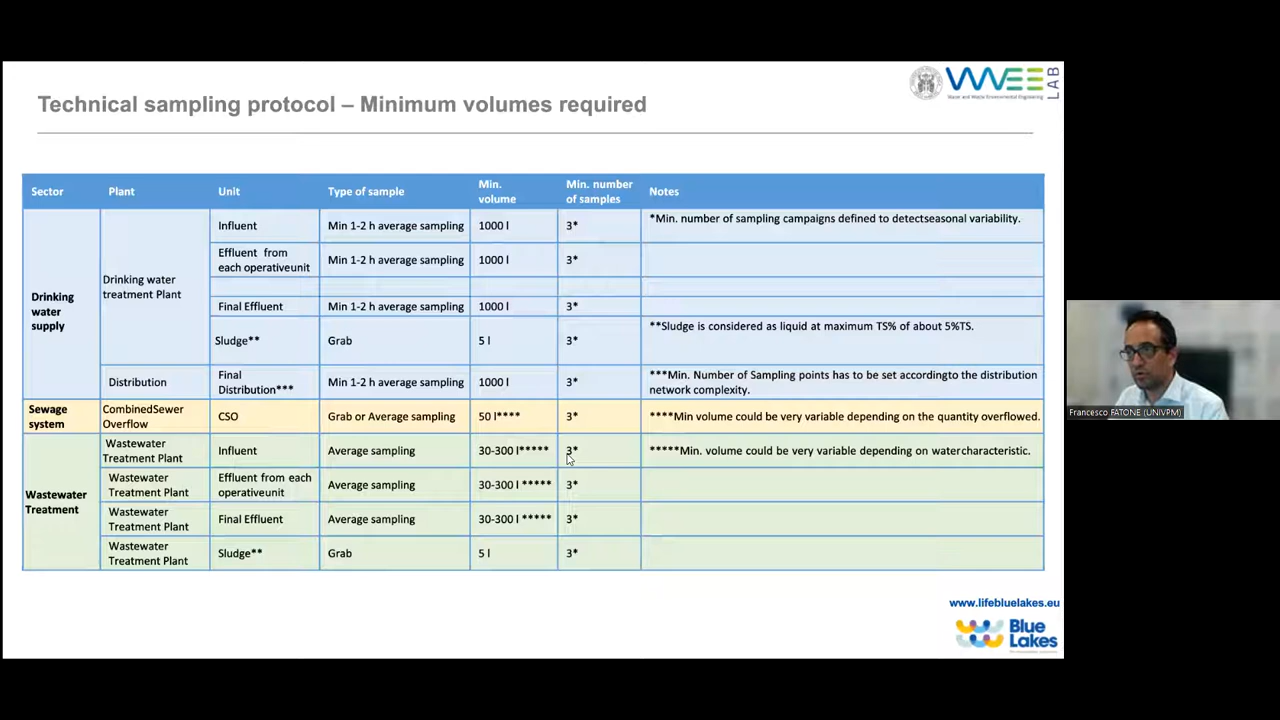 WWEE LAB
Water and Waste Environmental Engineering
Technical sampling protocol – Minimum volumes required
Sector Plant Unit Type of sample Min. volume Min. number of samples Notes
Drinking water supply
Drinking water treatment Plant
Influent Min 1-2 h average sampling 1000 l 3* *Min. number of sampling campaigns defined to detectseasonal variability.
Effluent from each operativeunit Min 1-2 h average sampling 1000 l 3*
Final Effluent Min 1-2 h average sampling 1000 l 3*
Sludge** Grab 5 l 3* **Sludge is considered as liquid at maximum TS% of about 5%TS.
Distribution Final Distribution*** Min 1-2 h average sampling 1000 l 3* ***Min. Number of Sampling points has to be set accordingto the distribution network complexity.
Sewage system CombinedSewer Overflow CSO Grab or Average sampling 50 l**** 3* ****Min volume could be very variable depending on the quantity overflowed.
Wastewater Treatment
Wastewater Treatment Plant Influent Average sampling 30-300 l***** 3* *****Min. volume could be very variable depending on watercharacteristic.
Wastewater Treatment Plant Effluent from each operativeunit Average sampling 30-300 l ***** 3*
Wastewater Treatment Plant Final Effluent Average sampling 30-300 l ***** 3*
Wastewater Treatment Plant Sludge** Grab 5 l 3*
www.lifebluelakes.eu
Blue
Lakes
Francesco FATONE (UNIVPM)